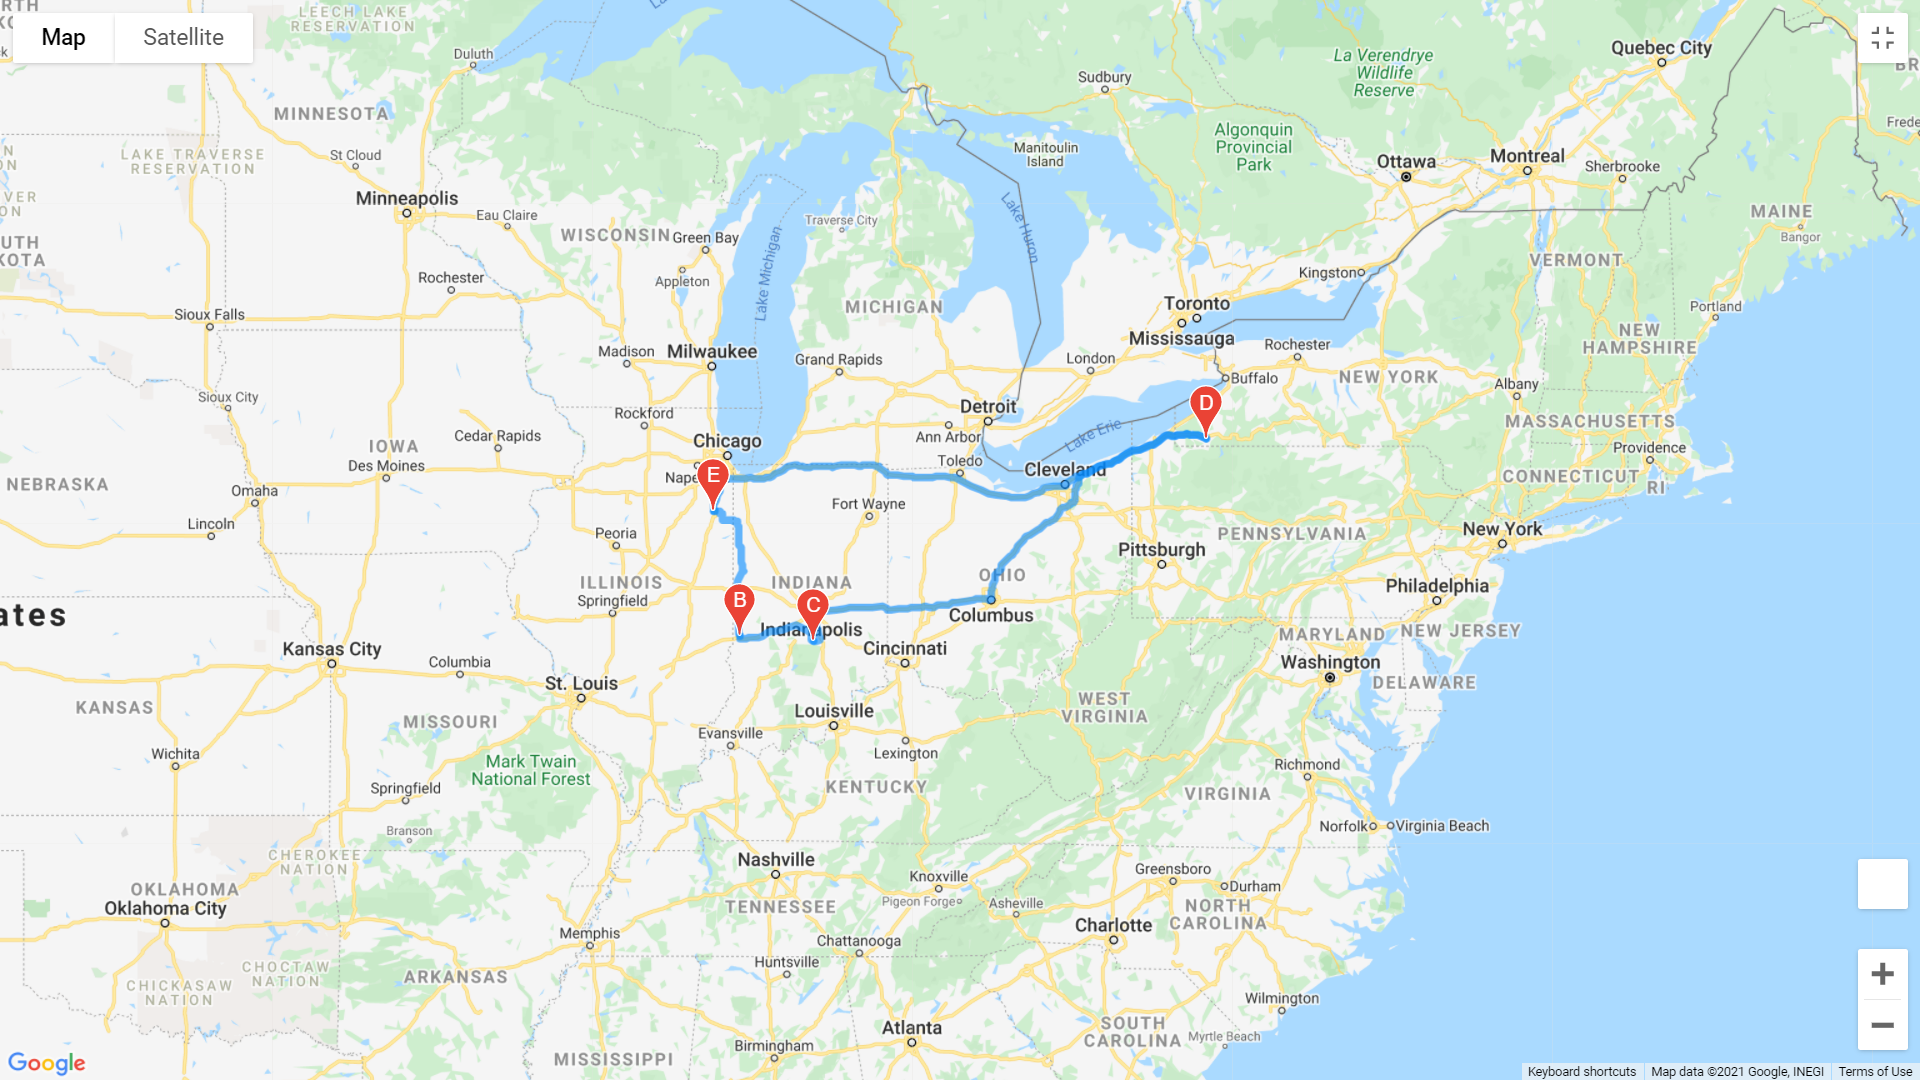 LEECH LAKE
RESERVATION
Map
Satellite
Duluth
Quebec City
Sudbury
La Verendrye
Wildlife
Reserve
MINNESOTA
Algonquin
Provincial
Park
Manitoulin
Island
Ottawa
Montreal
Sherbrooke
LAKE TRAVERSE
RESERVATION
St Cloud
Minneapolis
Eau Claire
WISCONSIN
Green Bay
Traverse City
Lake Huron
MAINE
Bangor
Appleton
Lake Michigan
VERMONT
Kingston
Rochester
MICHIGAN
Toronto
Mississauga
Portland
Sioux Falls
NEW
HAMPSHIRE
Madison
Milwaukee
Grand Rapids
London
Rochester
Buffalo
NEW YORK
Albany
Sioux City
Rockford
Detroit
D
MASSACHUSETTS
IOWA
Cedar Rapids
Chicago
Ann Arbor
Lake Erie
Providence
Des Moines
Toledo
Cleveland
CONNECTICUT
RI
NEBRASKA
Omaha
E
Fort Wayne
Lincoln
Peoria
New York
PENNSYLVANIA
Pittsburgh
ILLINOIS
Springfield
INDIANA
OHIO
Philadelphia
B
C
Columbus
Indianapolis
MARYLAND
NEW JERSEY
ates
Kansas City
Columbia
Cincinnati
Washington
DELAWARE
St. Louis
KANSAS
MISSOURI
Louisville
WEST
VIRGINIA
Evansville
Lexington
Wichita
Mark Twain
National Forest
Springfield
KENTUCKY
Richmond
VIRGINIA
Branson
Norfolk
Virginia Beach
CHEROKEE
NATION
Nashville
Knoxville
Greensboro
Durham
OKLAHOMA
Oklahoma City
TENNESSEE
Pigeon Forge
Asheville
NORTH
CAROLINA
Charlotte
Memphis
Chattanooga
Huntsville
CHOCTAW
NATION
ARKANSAS
CHICKASAW
NATION
Wilmington
Atlanta
SOUTH
CAROLINA
Myrtle Beach
Birmingham
MISSISSIPPI
Google
Keyboard shortcuts
Map data ©2021 Google, INEGI
Terms of Use